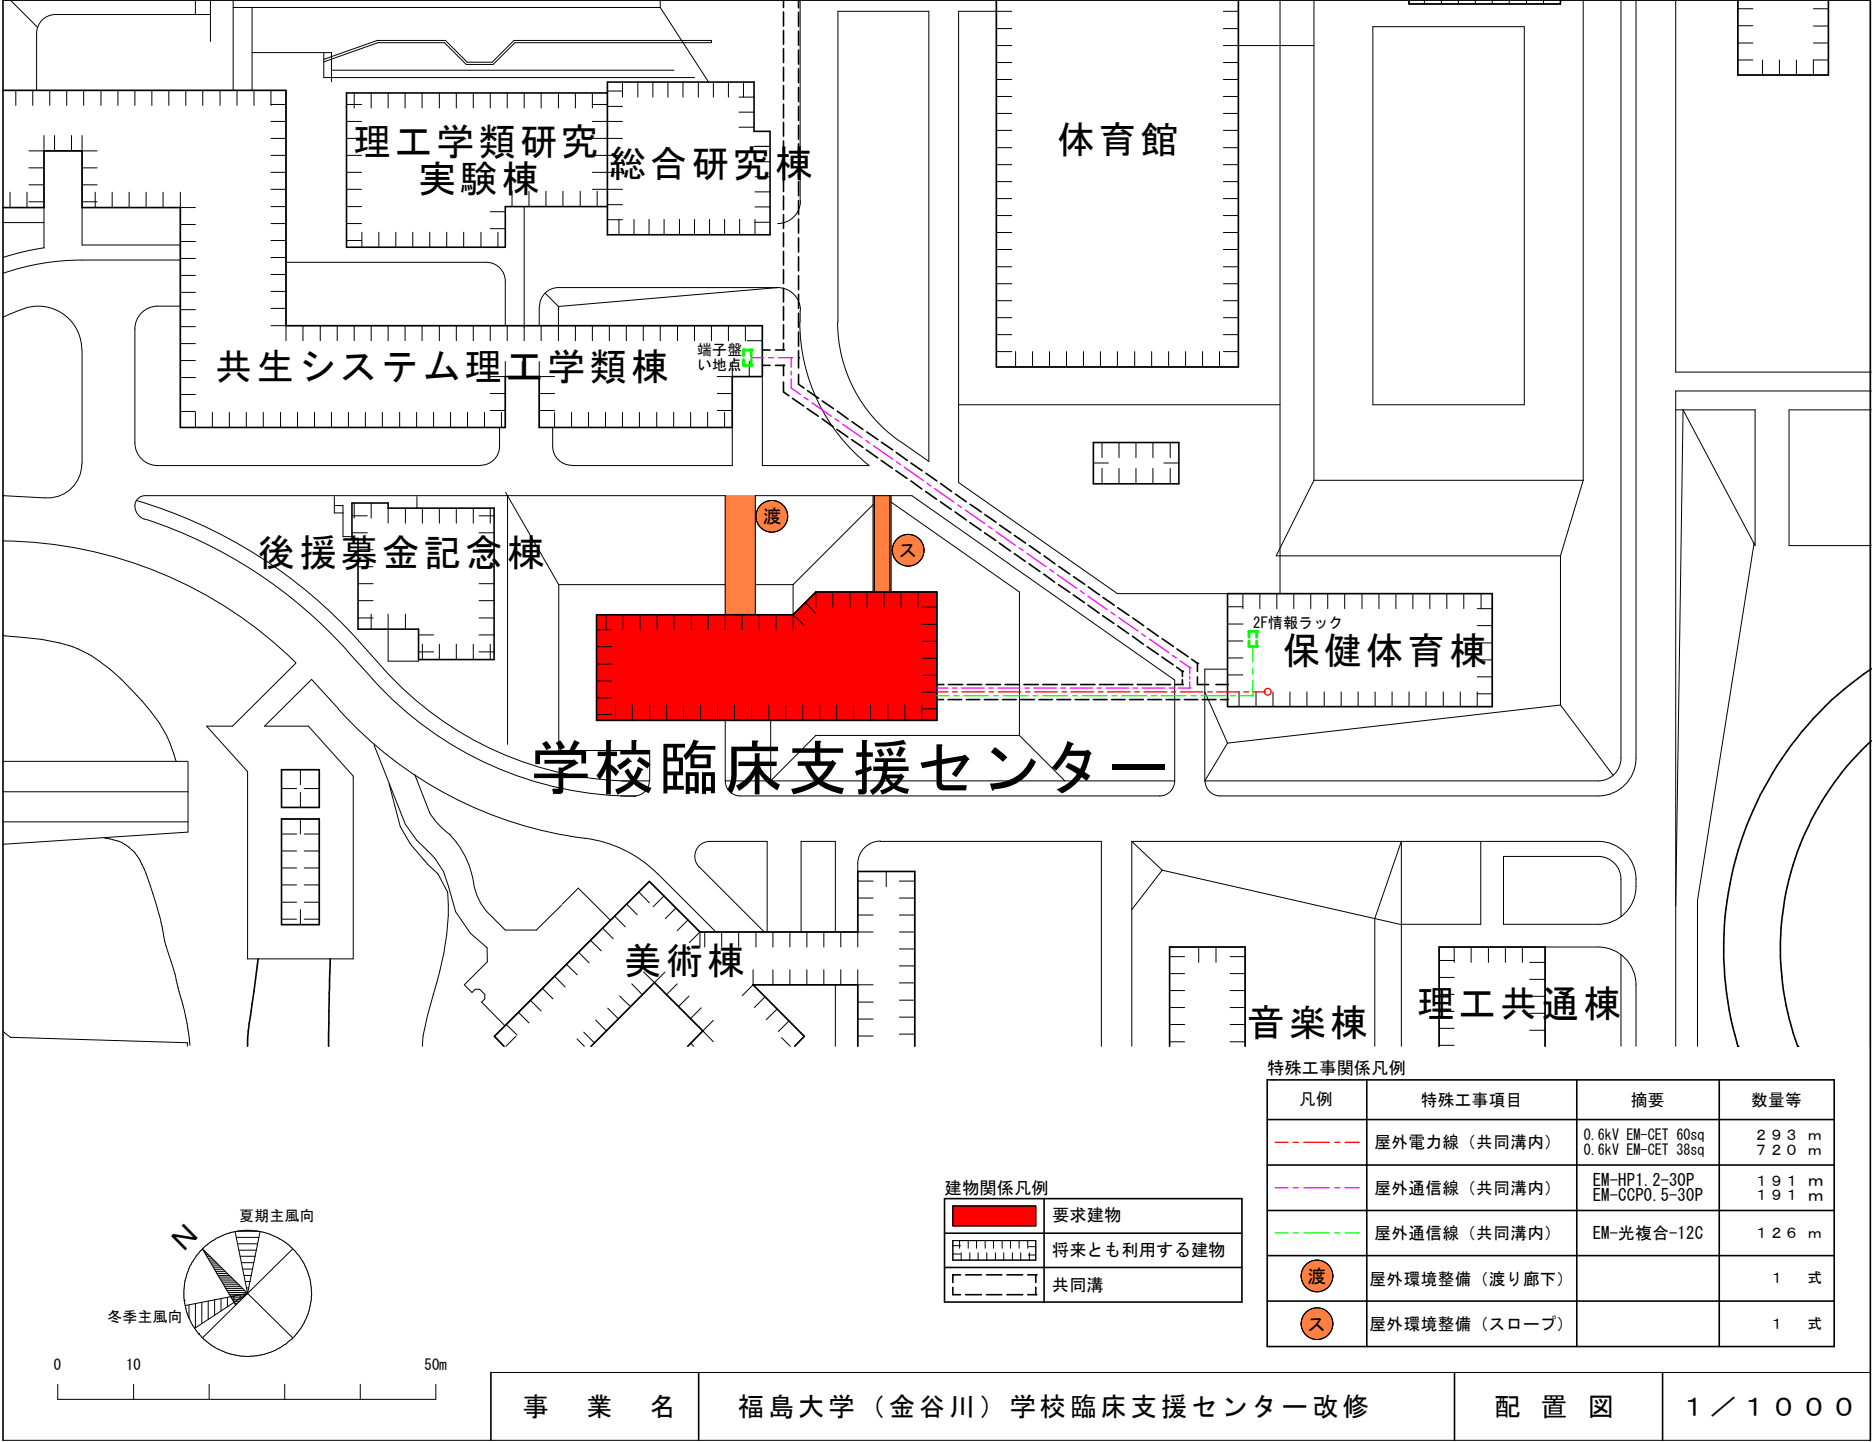 理工学類研究
実験棟
総合研究棟
体育館
共生システム理工学類棟
端子盤
い地点
渡
ス
後援募金記念棟
2F情報ラック
保健体育棟
学校臨床支援センター
美術棟
音楽棟
理工共通棟
特殊工事関係凡例
凡例 特殊工事項目 摘要 数量等
屋外電力線（共同溝内） 0.6kV EM-CET 60sq 293 m
0.6kV EM-CET 38sq 720 m
屋外通信線（共同溝内） EM-HP1.2-30P 191 m
EM-CCP0.5-30P 191 m
屋外通信線（共同溝内） EM-光複合-12C 126 m
渡 屋外環境整備（渡り廊下） 1 式
ス 屋外環境整備（スロープ） 1 式
建物関係凡例
要求建物
将来とも利用する建物
共同溝
N
夏期主風向
冬季主風向
0 10 50m
事業名 福島大学（金谷川）学校臨床支援センター改修 配置図 1／1000